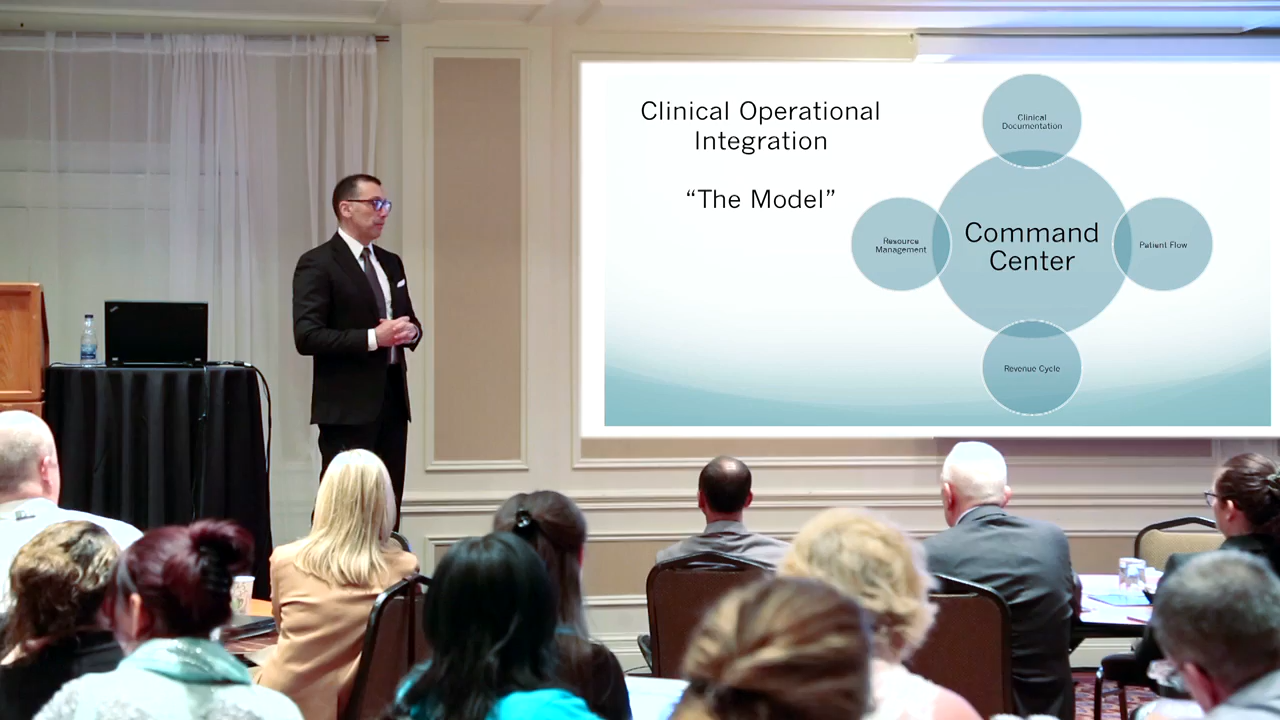 Clinical Operational
Integration
“The Model”
Clinical
Documentation
Resource
Management
Command
Center
Patient Flow
Revenue Cycle